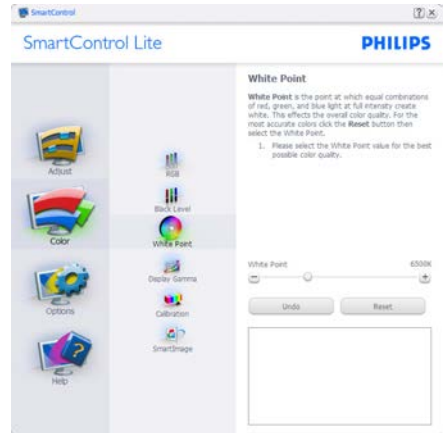 SmartControl
SmartControl Lite
PHILIPS
Adjust
Color
Options
Help
RGB
Black Level
White Point
Display Gamma
Calibration
SmartImage
White Point
White Point is the point at which equal combinations
of red, green, and blue light at full intensity create
white. This effects the overall color quality. For the
most accurate colors click the Reset button then
select the White Point.
1. Please select the White Point value for the best
possible color quality.
White Point 6500K
Undo Reset